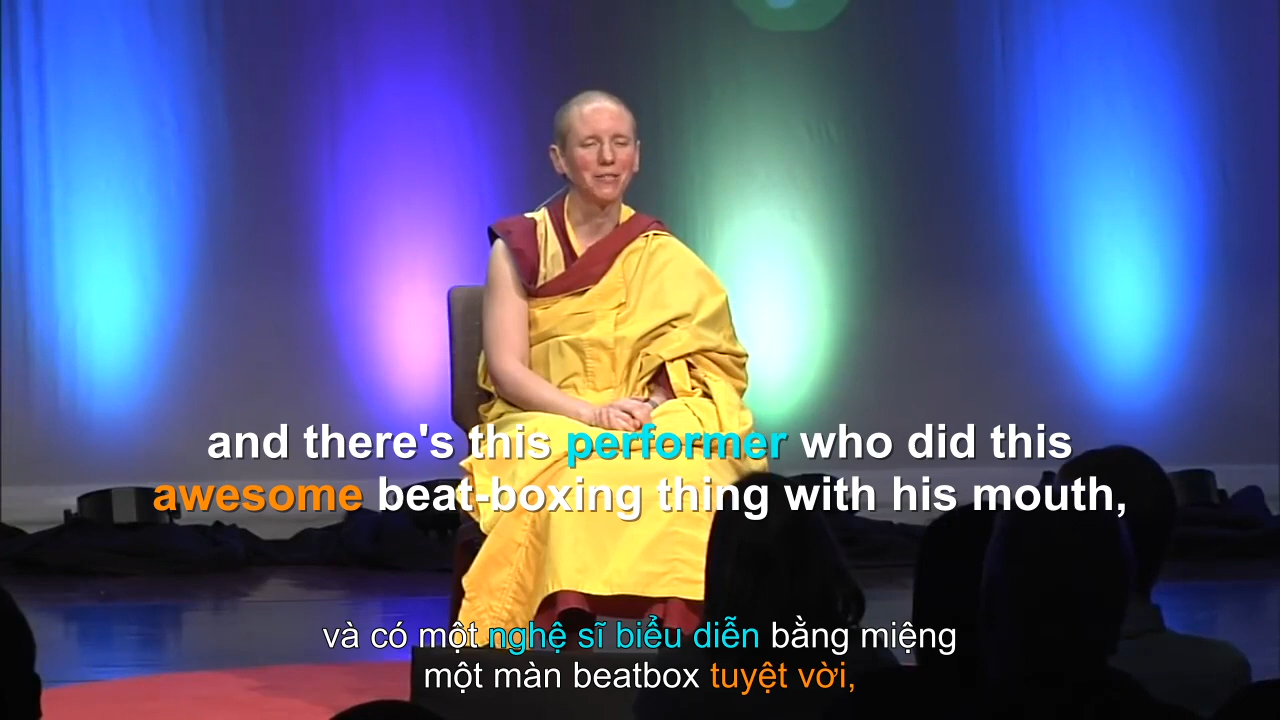 and there's this performer who did this
awesome beat-boxing thing with his mouth,
và có một nghệ sĩ biểu diễn bằng miệng
một màn beatbox tuyệt vời,